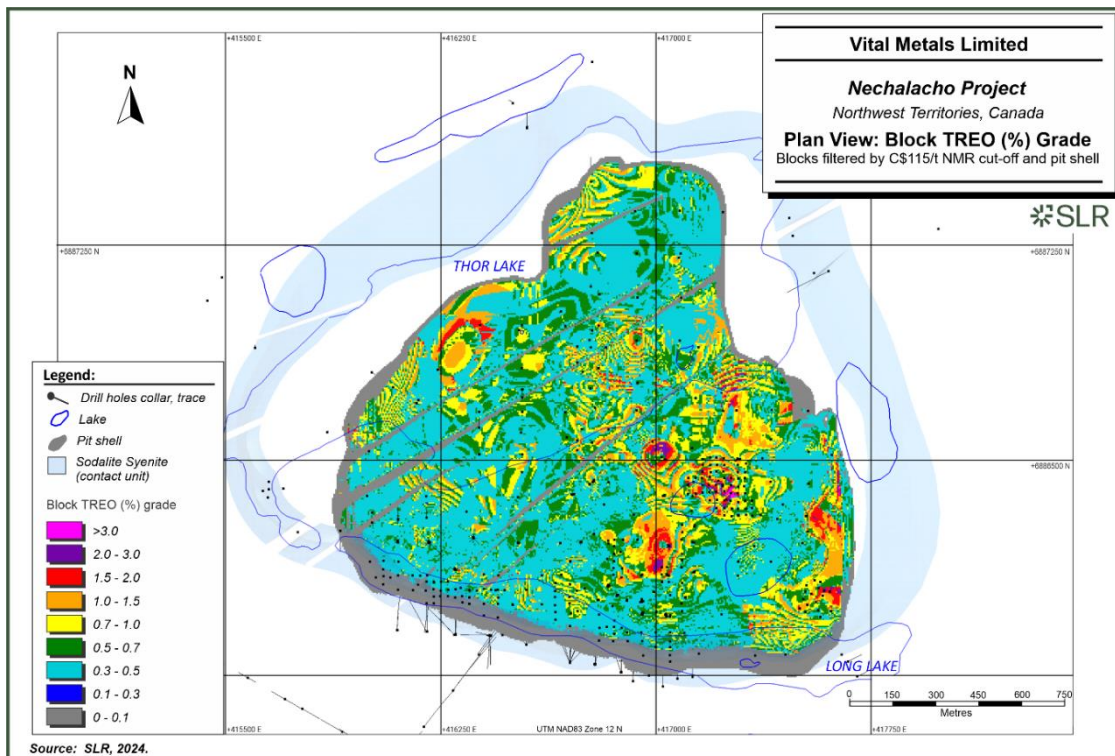 +415500 E
+416250 E
+417000 E
Vital Metals Limited
Nechalacho Project
Northwest Territories, Canada
Plan View: Block TREO (%) Grade
Blocks filtered by C$115/t NMR cut-off and pit shell
N
SLR
+6887250 N
+6887250 N
THOR LAKE
Legend:
Drill holes collar, trace
Lake
Pit shell
Sodalite Syenite
(contact unit)
Block TREO (%) grade
>3.0
2.0 - 3.0
1.5 - 2.0
1.0 - 1.5
0.7 - 1.0
0.5 - 0.7
0.3 - 0.5
0.1 - 0.3
0 - 0.1
+6886500 N
LONG LAKE
0 150 300 450 600 750
Metres
+415500 E
+416250 E
UTM NAD83 Zone 12 N
+417000 E
+417750 E
Source: SLR, 2024.